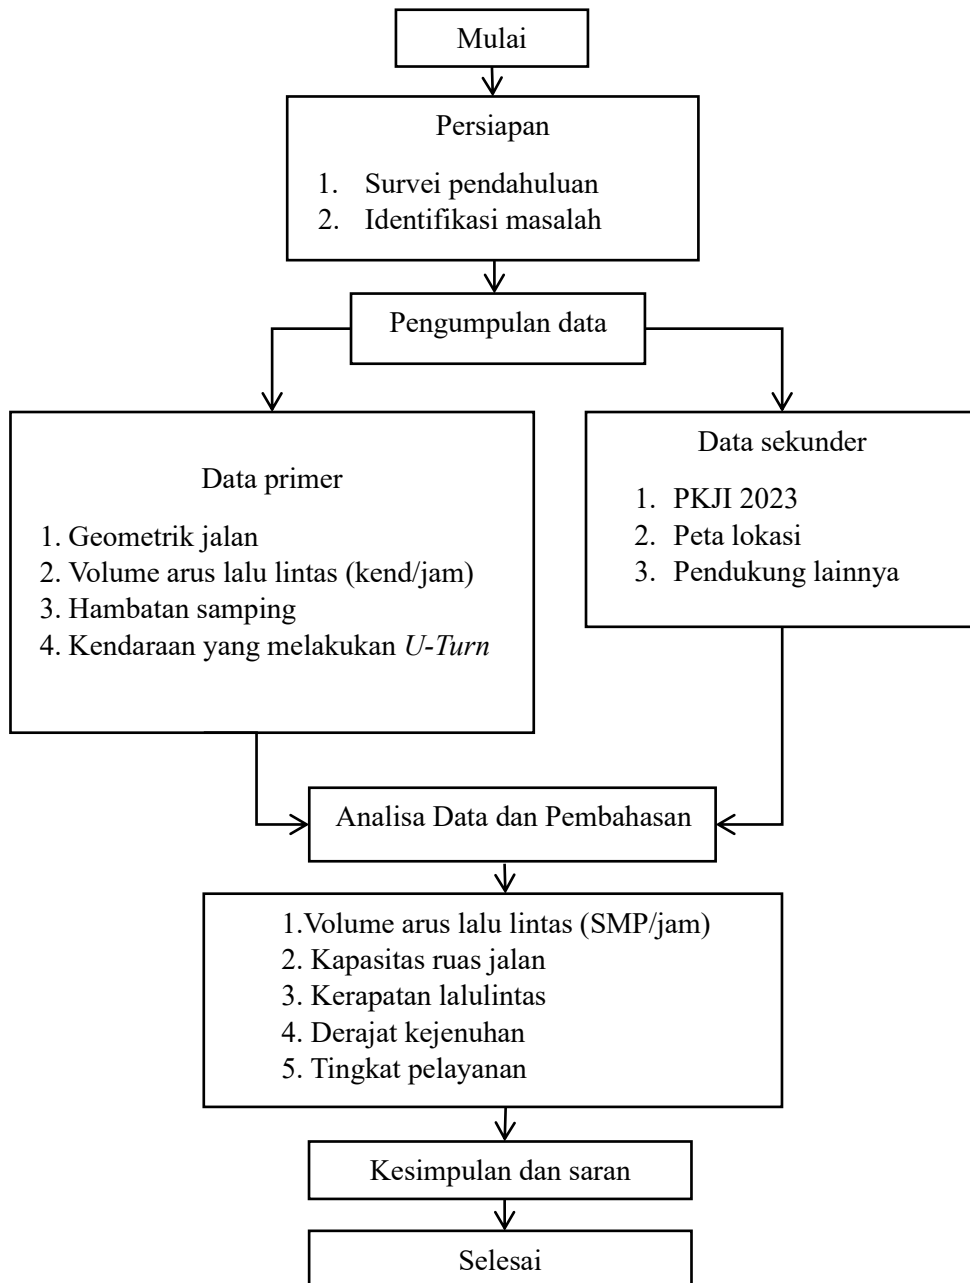 Mulai
Persiapan
1. Survei pendahuluan
2. Identifikasi masalah
Pengumpulan data
Data primer
1. Geometrik jalan
2. Volume arus lalu lintas (kend/jam)
3. Hambatan samping
4. Kendaraan yang melakukan U-Turn
Data sekunder
1. PKJI 2023
2. Peta lokasi
3. Pendukung lainnya
Analisa Data dan Pembahasan
1.Volume arus lalu lintas (SMP/jam)
2. Kapasitas ruas jalan
3. Kerapatan lalulintas
4. Derajat kejenuhan
5. Tingkat pelayanan
Kesimpulan dan saran
Selesai